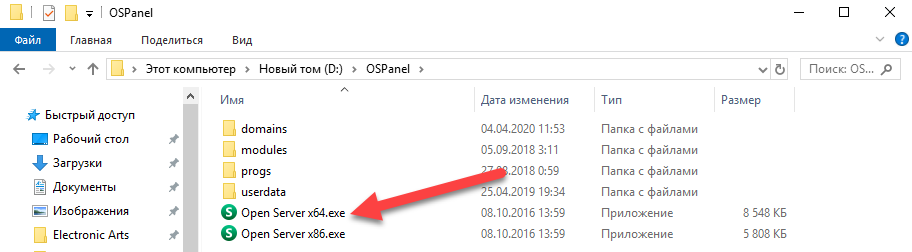 OSPanel
Файл Главная Поделиться Вид
Этот компьютер Новый том (D:) OSPanel Поиск: OS...
Имя Дата изменения Тип Размер
Быстрый доступ
Рабочий стол
Загрузки
Документы
Изображения
Electronic Arts
domains 04.04.2020 11:53 Папка с файлами
modules 05.09.2018 3:11 Папка с файлами
progs 2018 0:59 Папка с файлами
userdata 25.04.2019 19:34 Папка с файлами
Open Server x64.exe 08.10.2016 13:59 Приложение 8 548 КБ
Open Server x86.exe 08.10.2016 13:59 Приложение 5 808 КБ